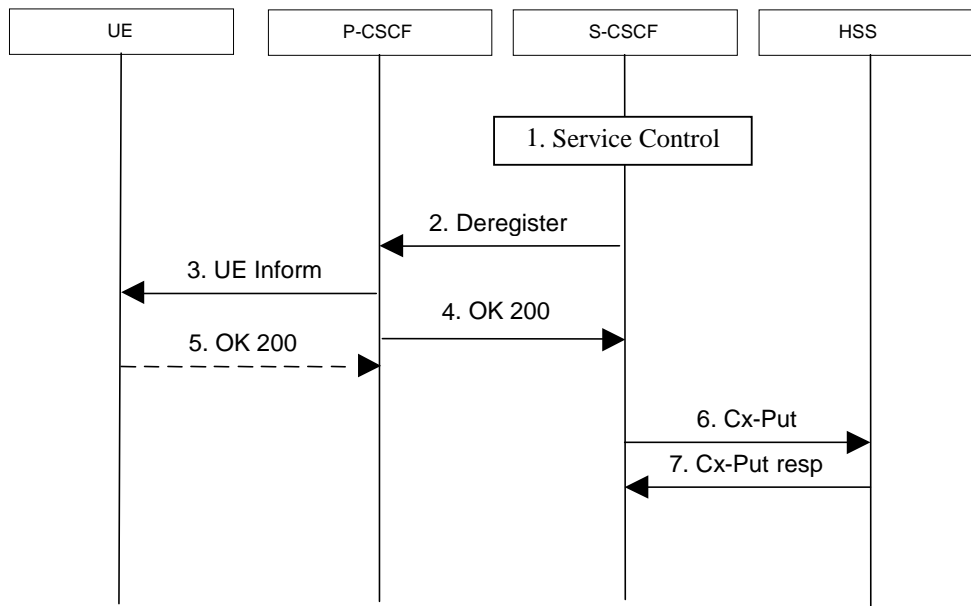 UE
P-CSCF
S-CSCF
HSS
1. Service Control
2. Deregister
3. UE Inform
4. OK 200
5. OK 200
6. Cx-Put
7. Cx-Put resp